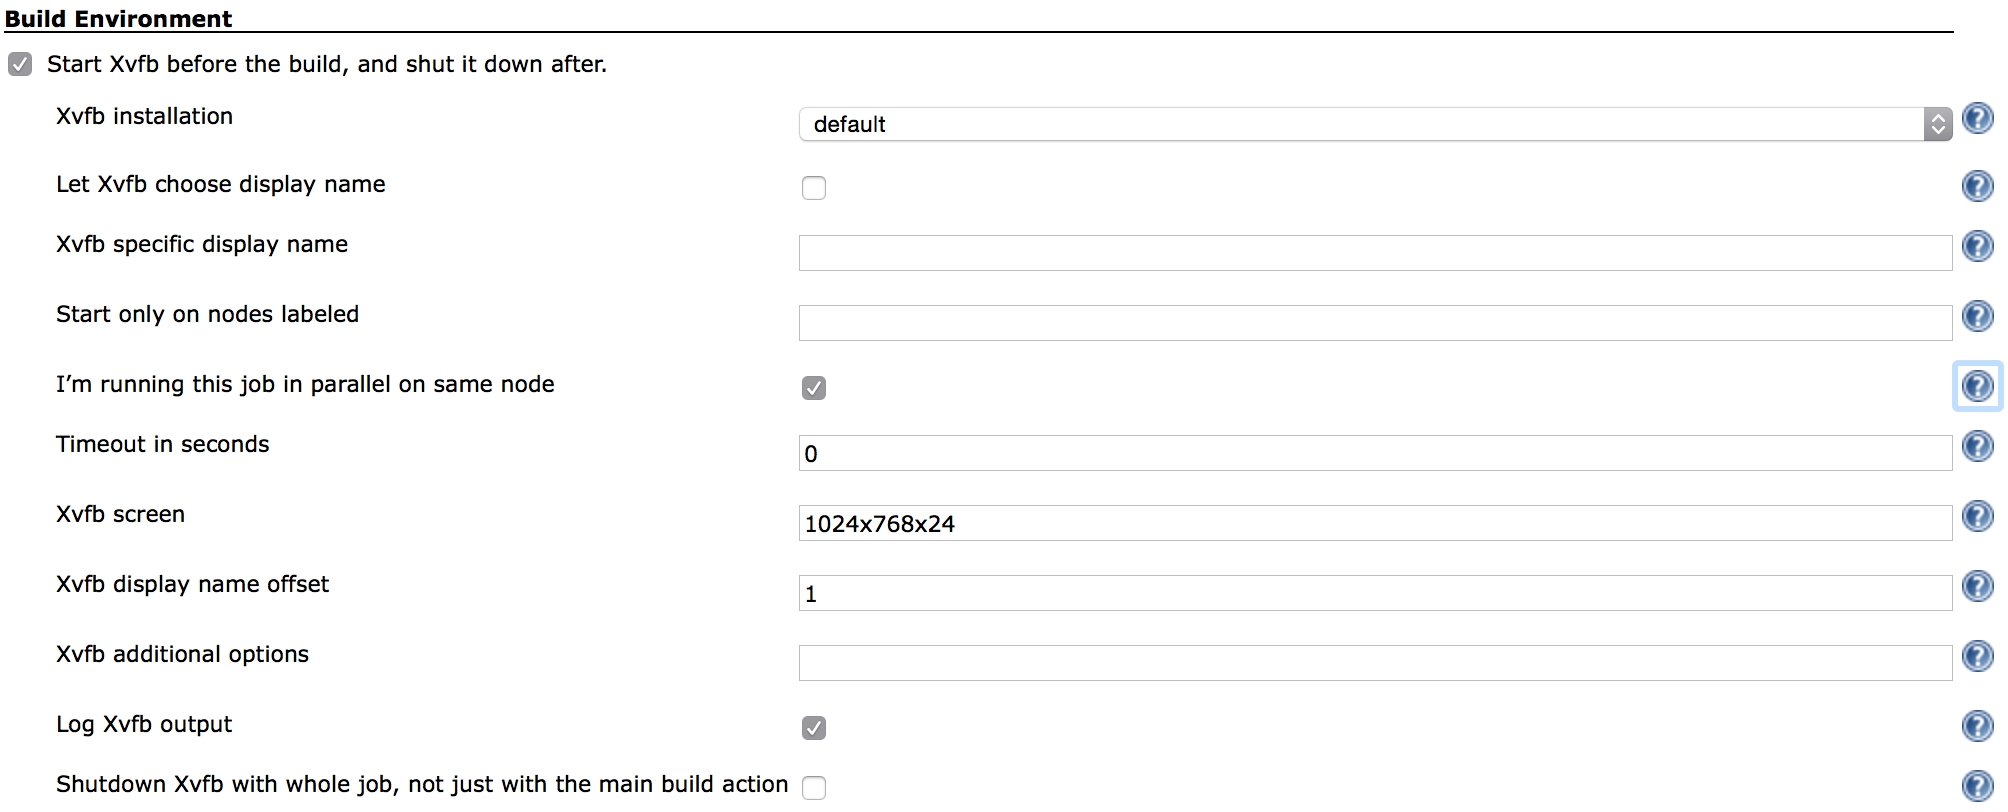 Build Environment
Start Xvfb before the build, and shut it down after.
Xvfb installation
default
Let Xvfb choose display name
Xvfb specific display name
Start only on nodes labeled
I’m running this job in parallel on same node
Timeout in seconds
0
Xvfb screen
1024x768x24
Xvfb display name offset
1
Xvfb additional options
Log Xvfb output
Shutdown Xvfb with whole job, not just with the main build action